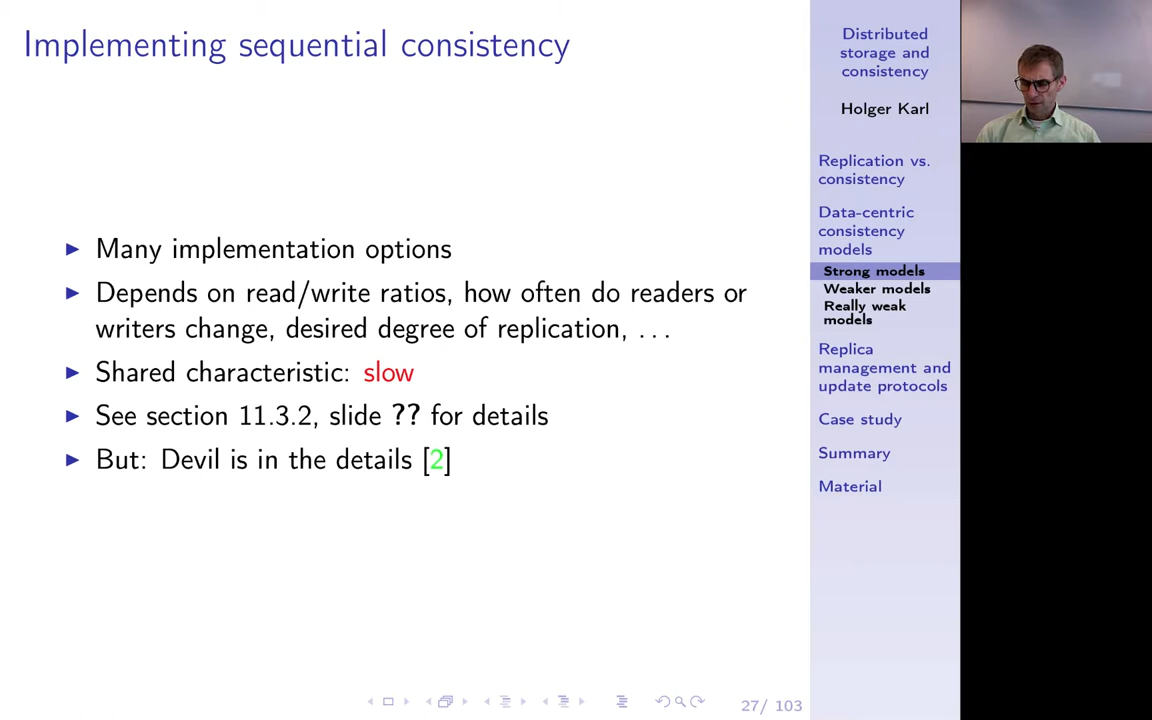 Implementing sequential consistency
Many implementation options
Depends on read/write ratios, how often do readers or
writers change, desired degree of replication, . . .
Shared characteristic: slow
See section 11.3.2, slide ?? for details
But: Devil is in the details [2]
Distributed
storage and
consistency
Holger Karl
Replication vs.
consistency
Data-centric
consistency
models
Strong models
Weaker models
Really weak
models
Replica
management and
update protocols
Case study
Summary
Material
27/ 103